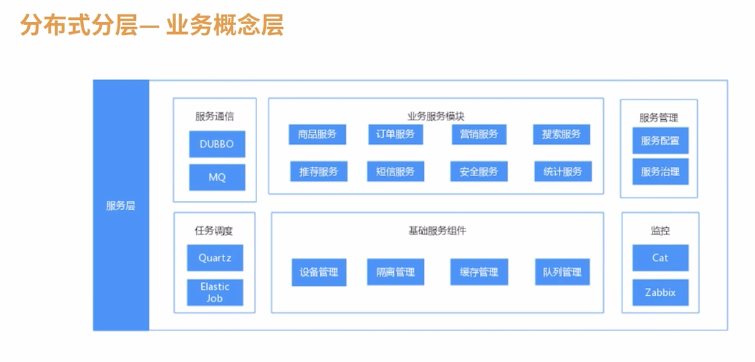 分布式分层— 业务概念层
服务层
服务通信
DUBBO
MQ
业务服务模块
商品服务
订单服务
营销服务
搜索服务
推荐服务
短信服务
安全服务
统计服务
服务管理
服务配置
服务治理
任务调度
Quartz
Elastic
Job
基础服务组件
设备管理
隔离管理
缓存管理
队列管理
监控
Cat
Zabbix